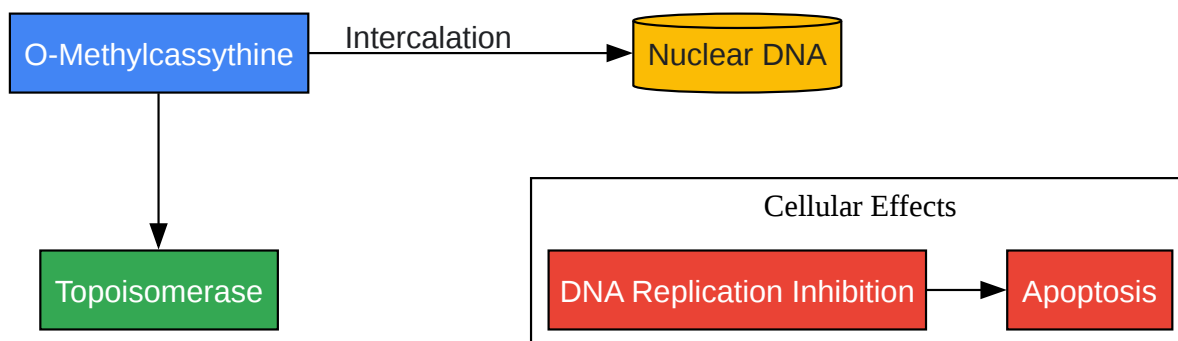 O-Methylcassythine
Intercalation
Nuclear DNA
Cellular Effects
Topoisomerase
DNA Replication Inhibition
Apoptosis